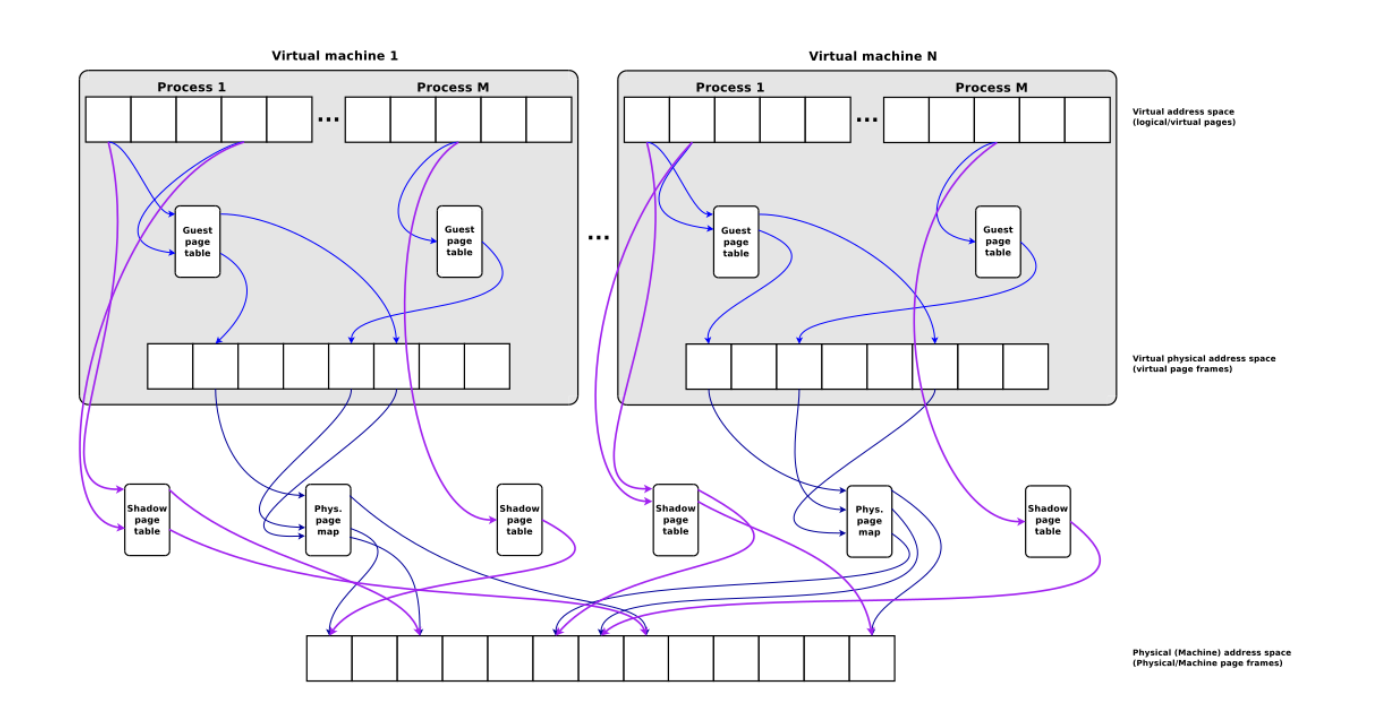 Virtual machine 1
Virtual machine N
Process 1
Process M
Process 1
Process M
...
...
Virtual address space
(logical/virtual pages)
Guest
page
table
Guest
page
table
...
Guest
page
table
Guest
page
table
Virtual physical address space
(virtual page frames)
Shadow
page
table
Phys.
page
map
Shadow
page
table
Shadow
page
table
Phys.
page
map
Shadow
page
table
Physical (Machine) address space
(Physical/Machine page frames)